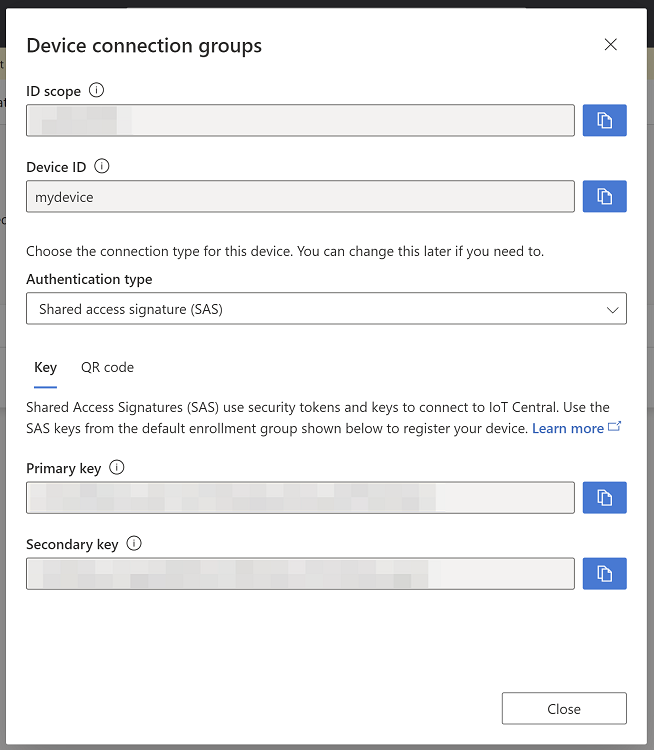 Device connection groups
ID scope
Device ID
mydevice
Choose the connection type for this device. You can change this later if you need to.
Authentication type
Shared access signature (SAS)
Key QR code
Shared Access Signatures (SAS) use security tokens and keys to connect to IoT Central. Use the
SAS keys from the default enrollment group shown below to register your device. Learn more
Primary key
Secondary key
Close